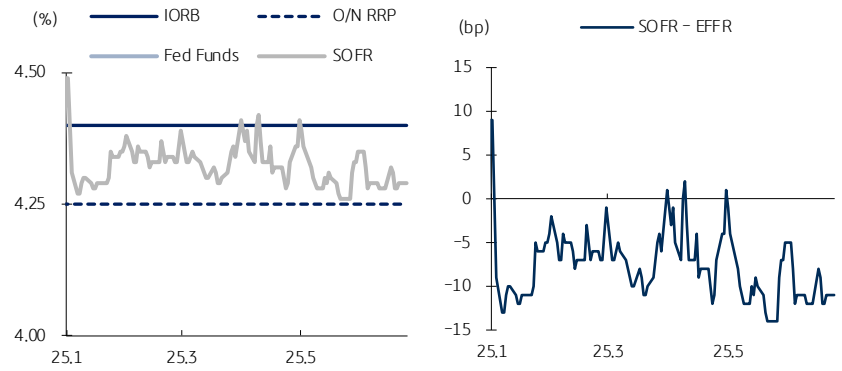 (%)
IORB
O/N RRP
Fed Funds
SOFR
4.50
4.25
4.00
25.1
25.3
25.5
(bp)
SOFR - EFFR
15
10
5
0
-5
-10
-15
25.1
25.3
25.5